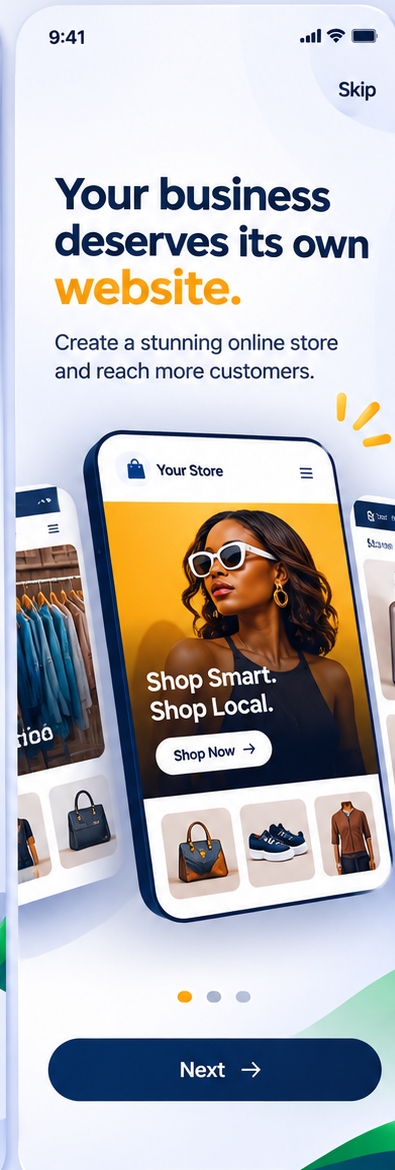 9:41
Skip
Your business
deserves its own
website.
Create a stunning online store
and reach more customers.
Your Store
Shop Smart.
Shop Local.
Shop Now →
Next →